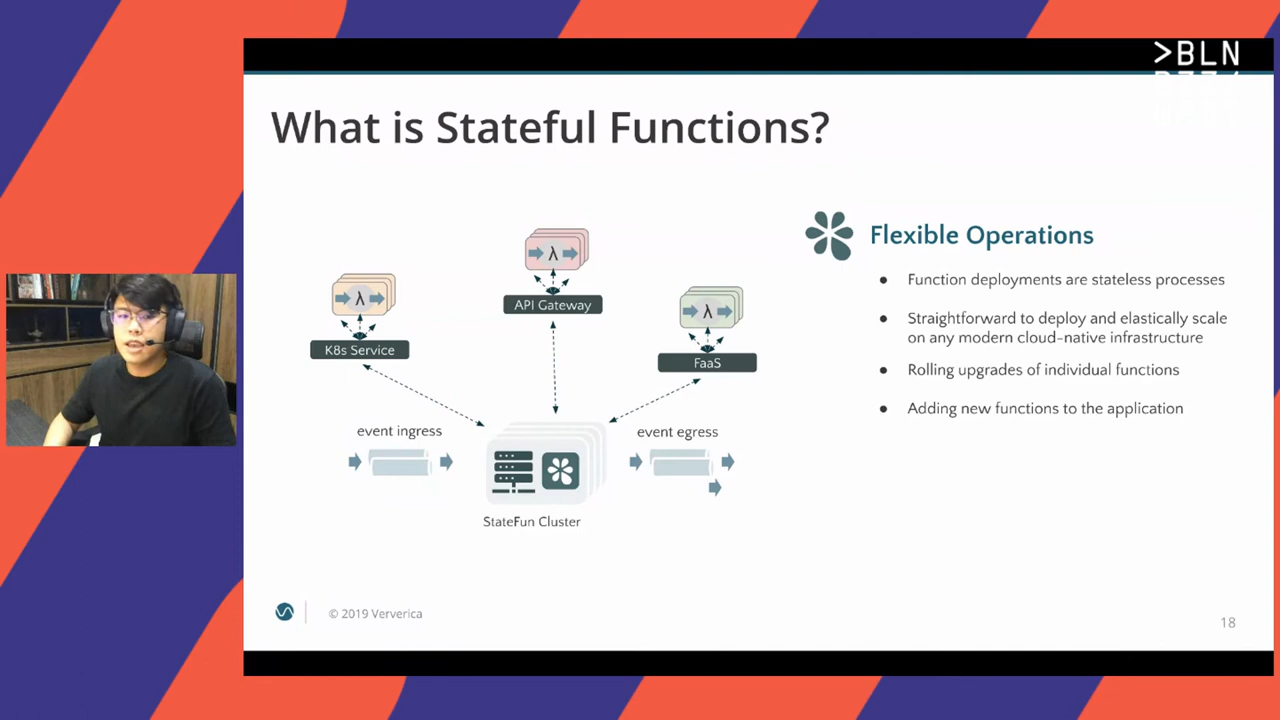 >BLN
What is Stateful Functions?
Flexible Operations
● Function deployments are stateless processes
● Straightforward to deploy and elastically scale
on any modern cloud-native infrastructure
● Rolling upgrades of individual functions
● Adding new functions to the application
λ
API Gateway
λ
K8s Service
λ
FaaS
event ingress
event egress
StateFun Cluster
© 2019 Ververica
18